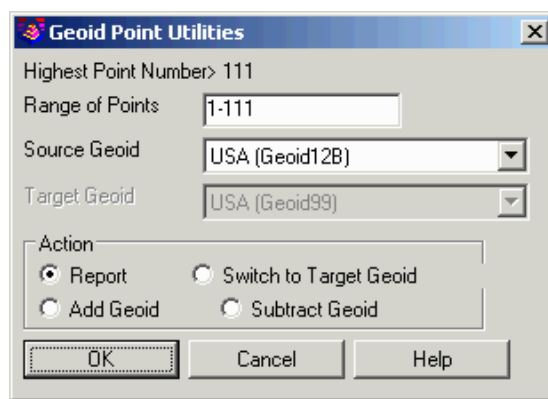 Geoid Point Utilities
Highest Point Number> 111
Range of Points 1-111
Source Geoid USA (Geoid12B)
Target Geoid USA (Geoid99)
Action
Report Switch to Target Geoid
Add Geoid Subtract Geoid
OK Cancel Help